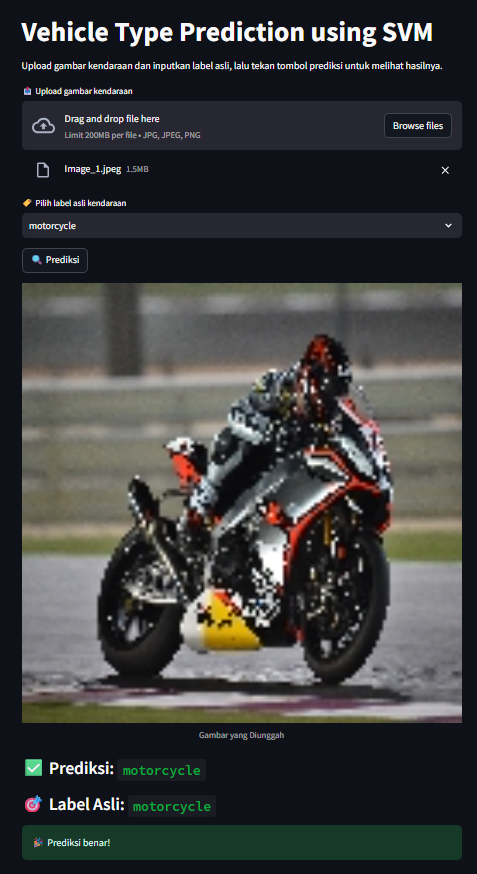 Vehicle Type Prediction using SVM
Upload gambar kendaraan dan inputkan label asli, lalu tekan tombol prediksi untuk melihat hasilnya.
Upload gambar kendaraan
Drag and drop file here
Limit 200MB per file • JPG, JPEG, PNG
Browse files
Image_1.jpeg 1.5MB
Pilih label asli kendaraan
motorcycle
Prediksi
Gambar yang Diunggah
Prediksi: motorcycle
Label Asli: motorcycle
Prediksi benar!